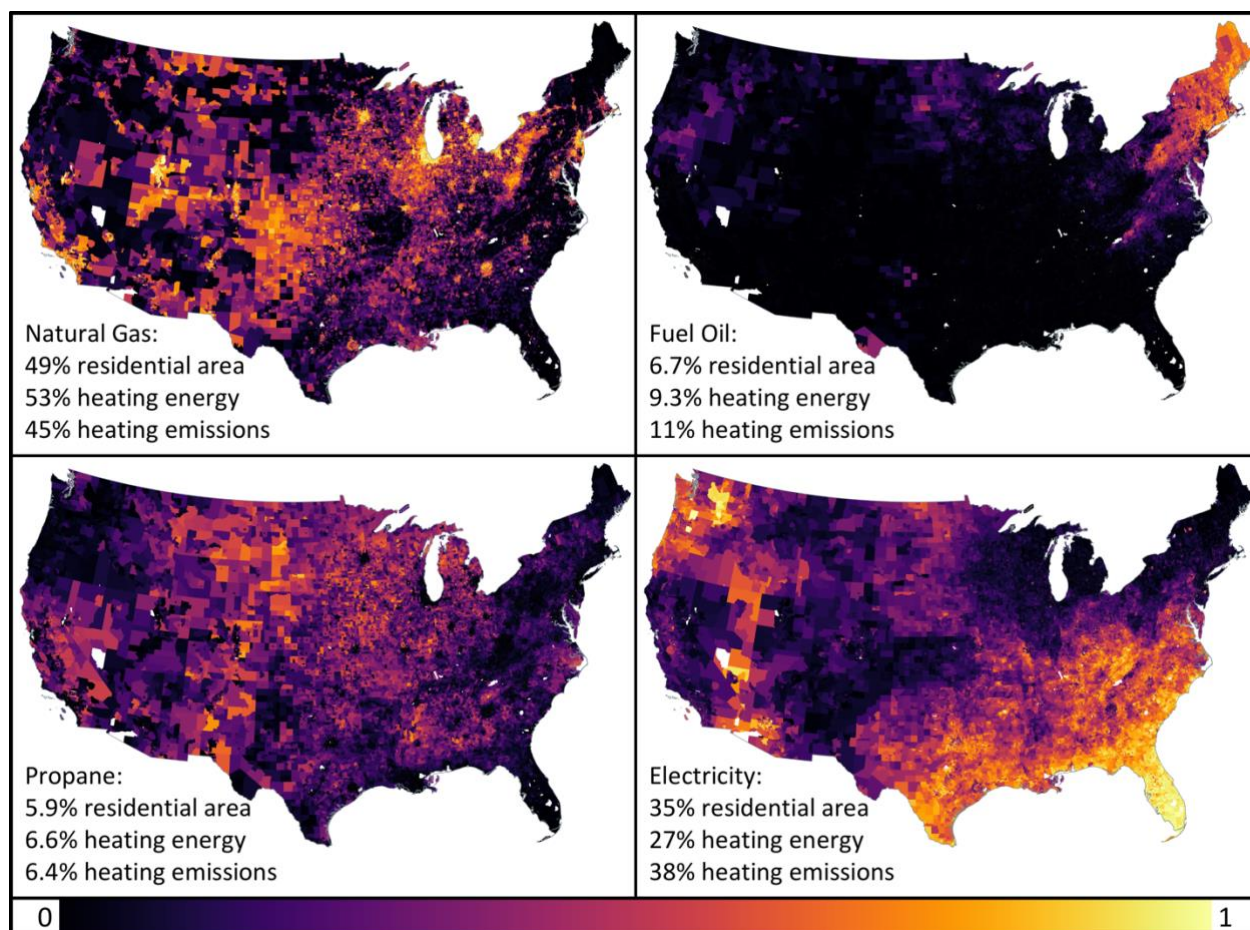 Natural Gas:
49% residential area
53% heating energy
45% heating emissions
Fuel Oil:
6.7% residential area
9.3% heating energy
11% heating emissions
Propane:
5.9% residential area
6.6% heating energy
6.4% heating emissions
Electricity:
35% residential area
27% heating energy
38% heating emissions
0
1